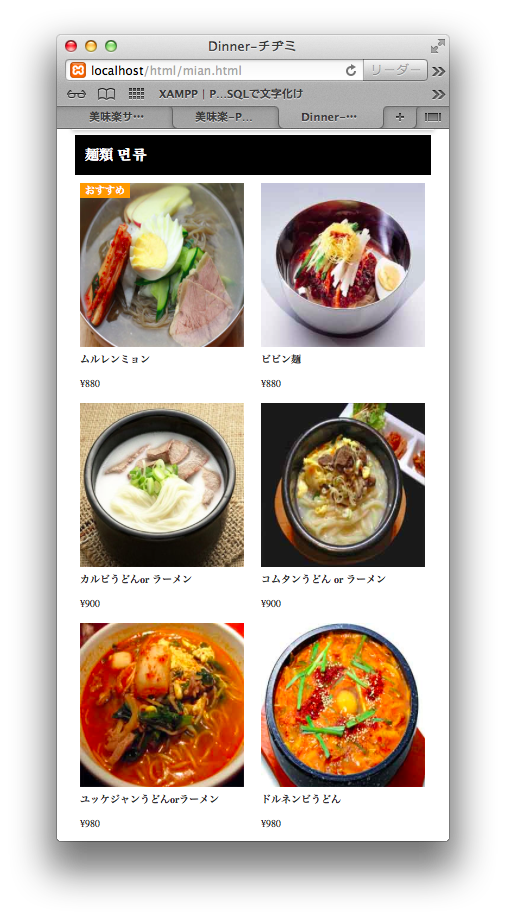 Dinner-チヂミ
localhost/html/mian.html
リーダー
XAMPP | P...SQLで文字化け
美味楽サ…
美味楽-P...
Dinner-…
麺類 면류
おすすめ
ムルレンミョン
ビビン麺
¥880
¥880
カルビうどんor ラーメン
コムタンうどん or ラーメン
¥900
¥900
ユッケジャンうどんorラーメン
ドルネンビうどん
¥980
¥980